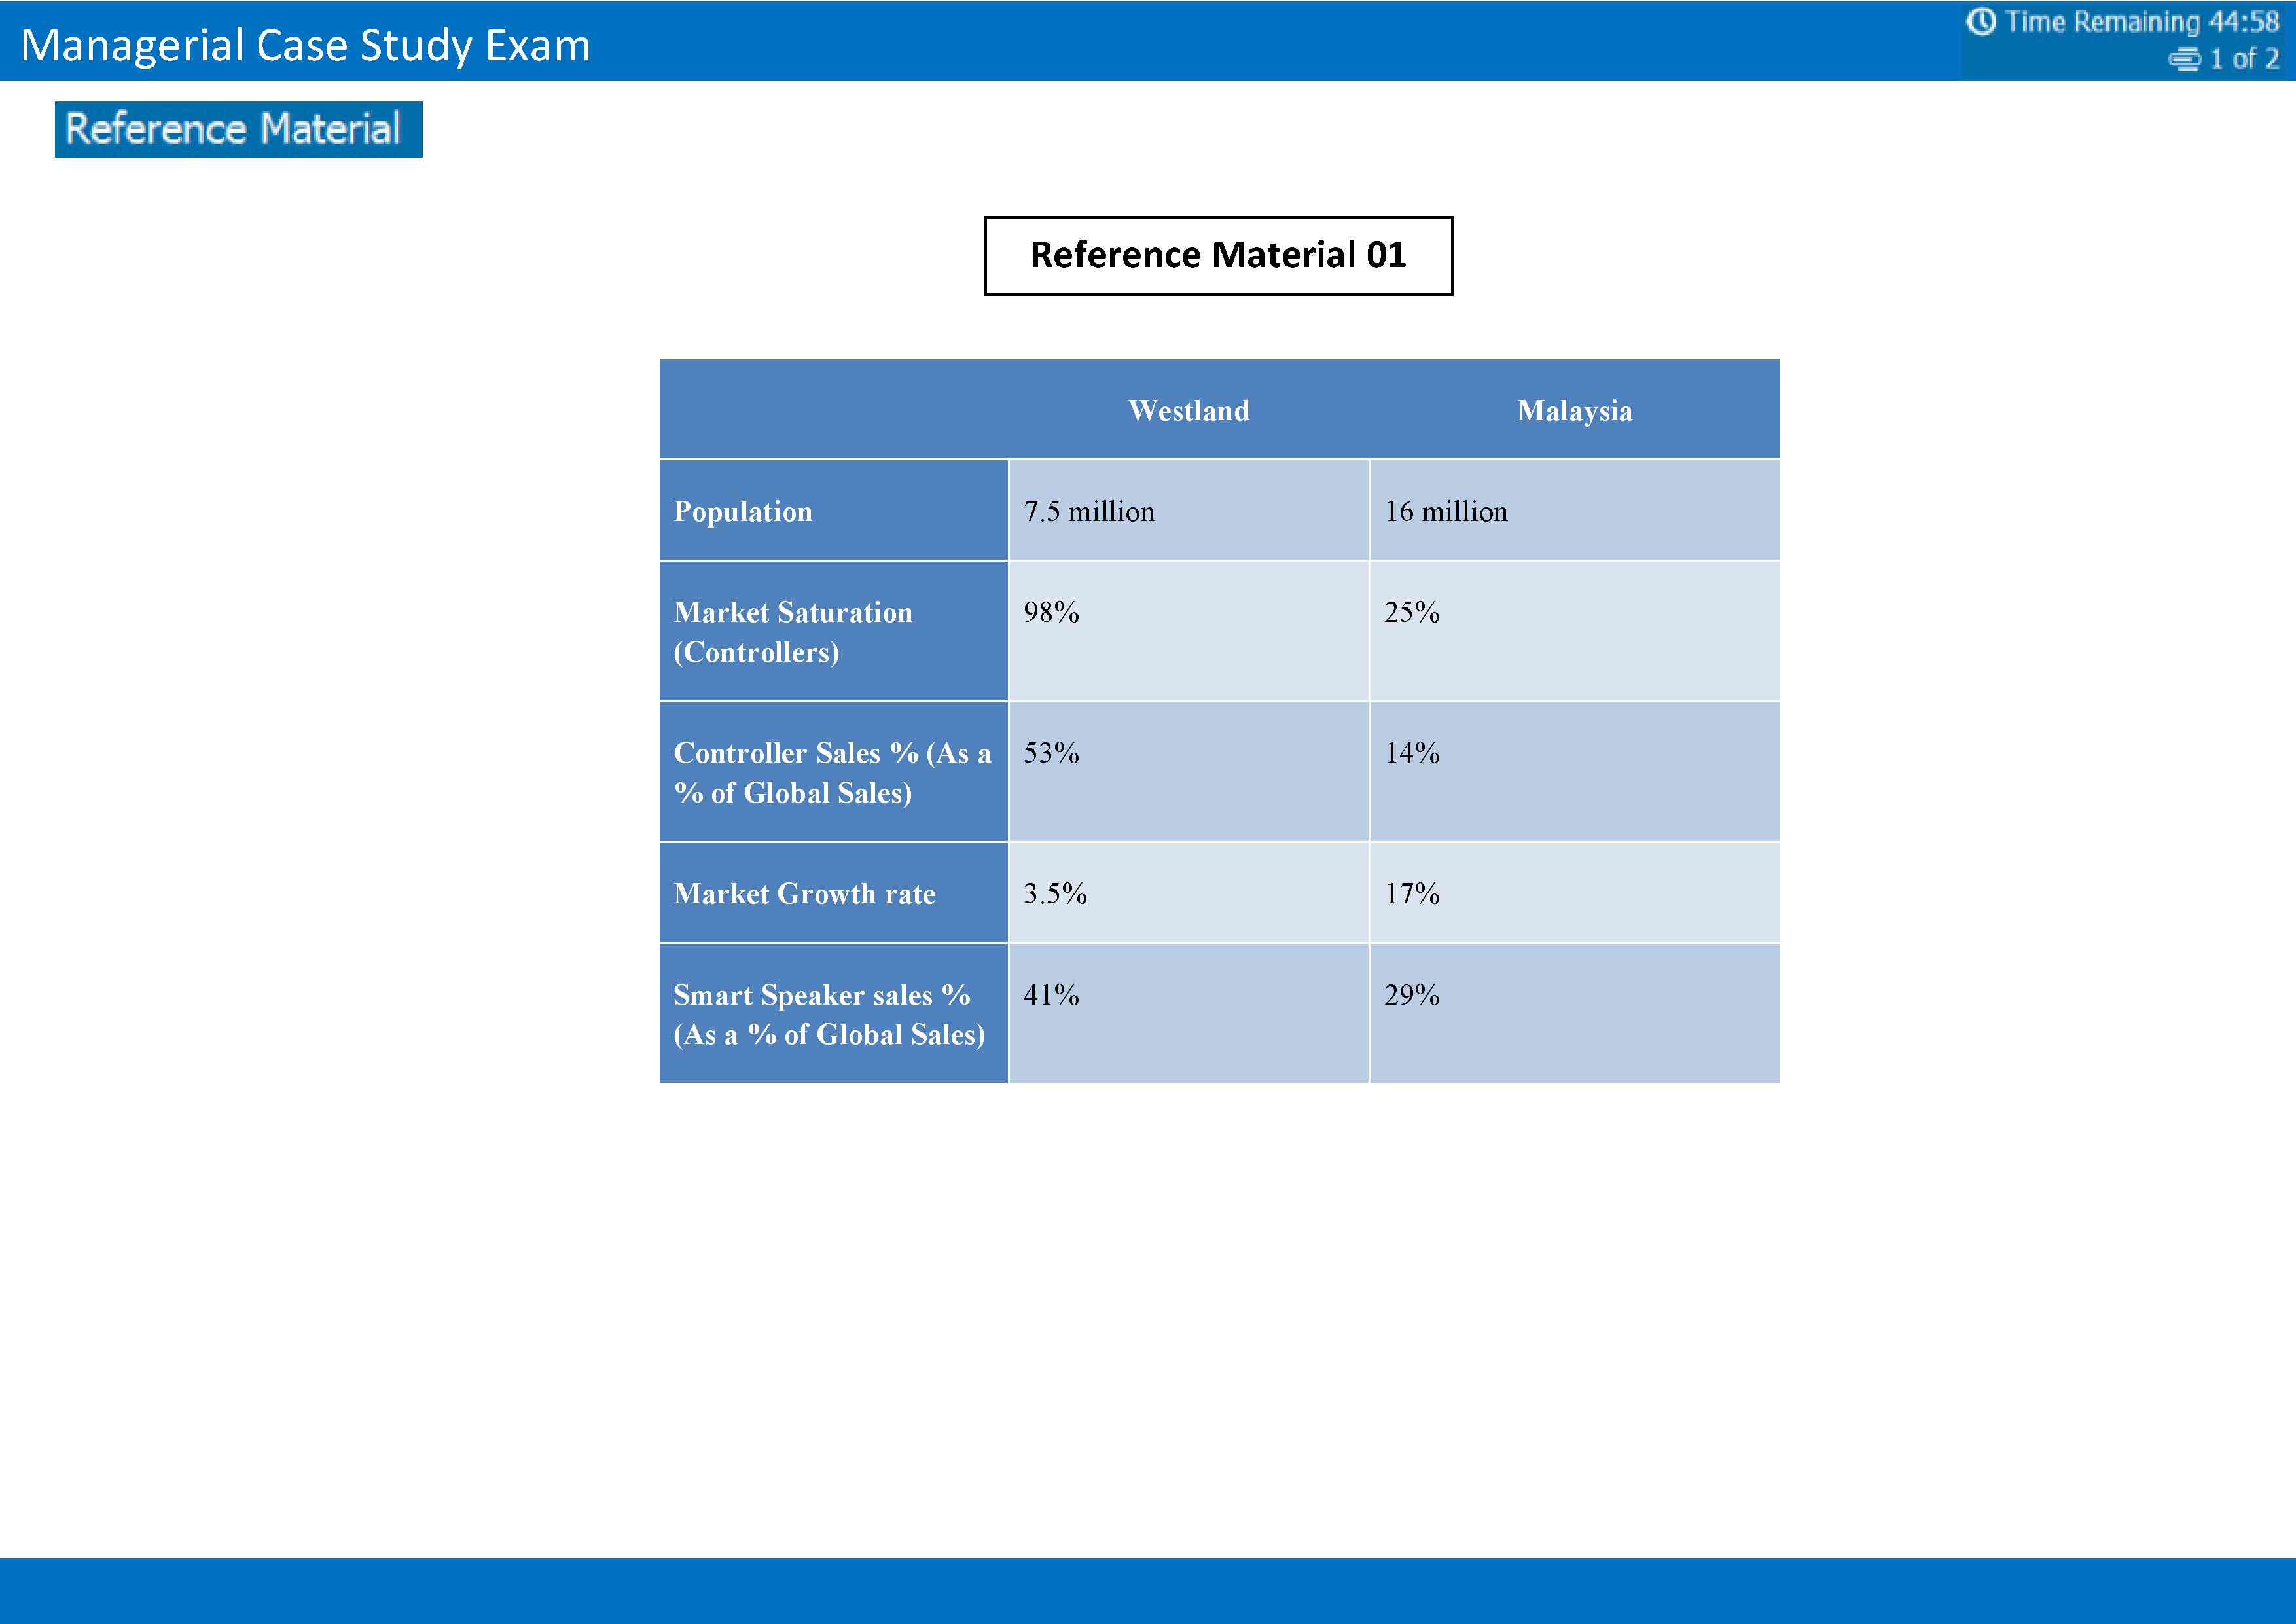 Managerial Case Study Exam
Time Remaining 44:58
1 of 2
Reference Material
Reference Material 01
Westland Malaysia
Population 7.5 million 16 million
Market Saturation 98% 25%
(Controllers)
Controller Sales % (As a 53% 14%
% of Global Sales)
Market Growth rate 3.5% 17%
Smart Speaker sales % 41% 29%
(As a % of Global Sales)